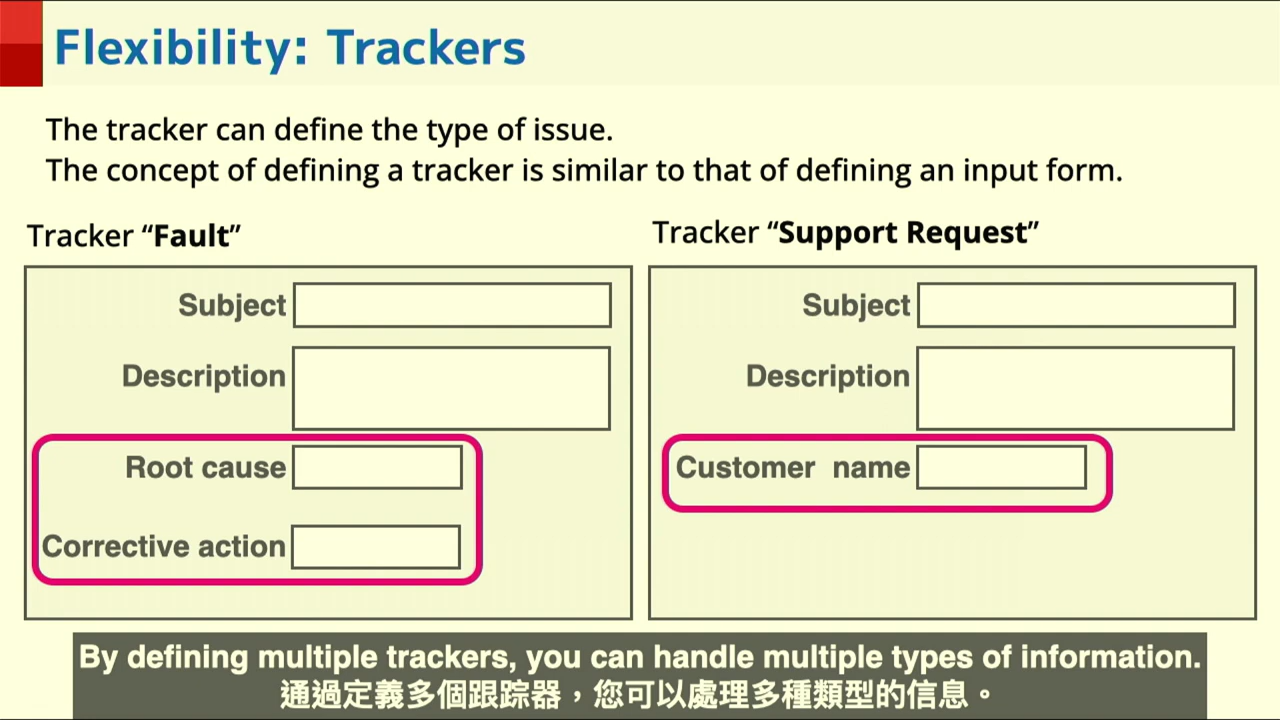 Flexibility: Trackers
The tracker can define the type of issue.
The concept of defining a tracker is similar to that of defining an input form.
Tracker “Fault”
Subject
Description
Root cause
Corrective action
Tracker “Support Request”
Subject
Description
Customer name
By defining multiple trackers, you can handle multiple types of information.
通過定義多個跟踪器，您可以處理多種類型的信息。